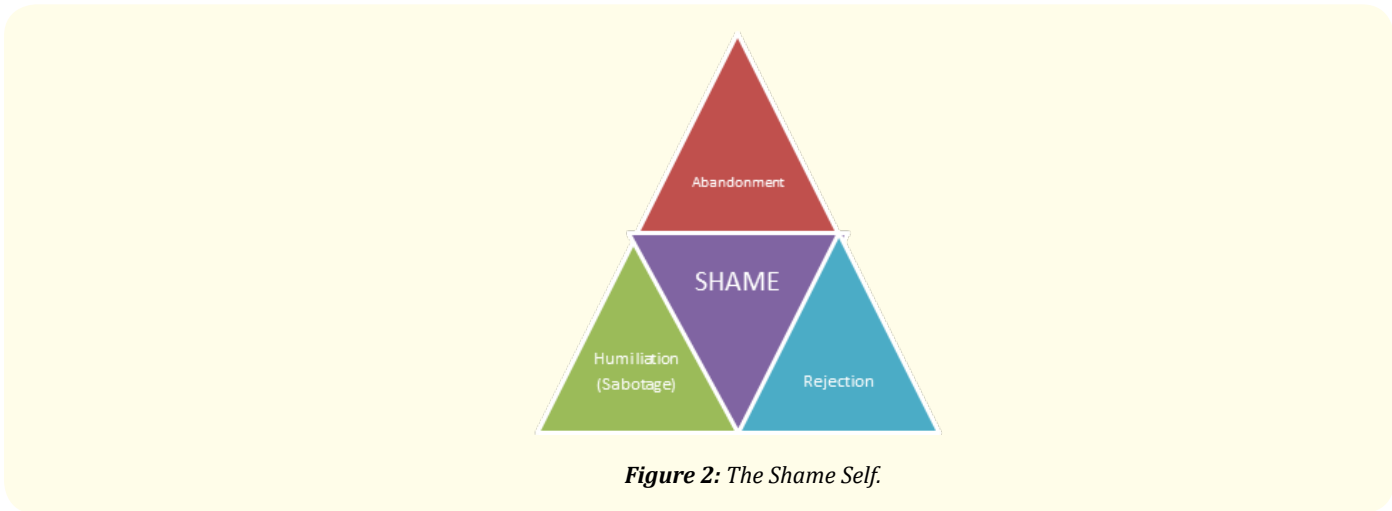 Abandonment
SHAME
Humiliation
(Sabotage)
Rejection
Figure 2: The Shame Self.